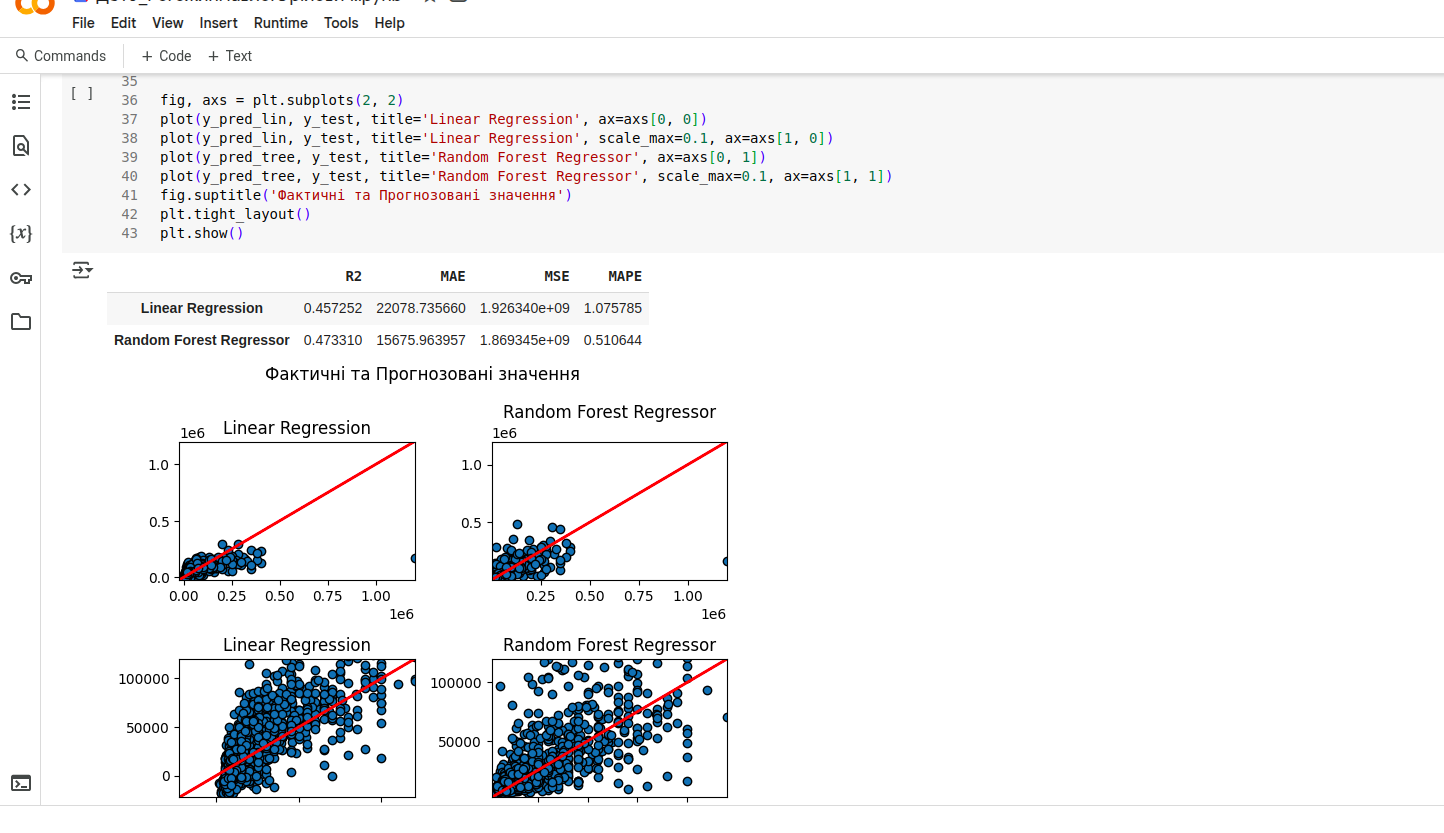 File Edit View Insert Runtime Tools Help
Commands + Code + Text
[ ]
35
36 fig, axs = plt.subplots(2, 2)
37 plot(y_pred_lin, y_test, title='Linear Regression', ax=axs[0, 0])
38 plot(y_pred_lin, y_test, title='Linear Regression', scale_max=0.1, ax=axs[1, 0])
39 plot(y_pred_tree, y_test, title='Random Forest Regressor', ax=axs[0, 1])
40 plot(y_pred_tree, y_test, title='Random Forest Regressor', scale_max=0.1, ax=axs[1, 1])
41 fig.suptitle('Фактичні та Прогнозовані значення')
42 plt.tight_layout()
43 plt.show()
R2 MAE MSE MAPE
Linear Regression 0.457252 22078.735660 1.926340e+09 1.075785
Random Forest Regressor 0.473310 15675.963957 1.869345e+09 0.510644
Фактичні та Прогнозовані значення
Linear Regression
1e6
1.0
0.5
0.0
0.00 0.25 0.50 0.75 1.00
1e6
Random Forest Regressor
1e6
1.0
0.5
0.25 0.50 0.75 1.00
1e6
Linear Regression
100000
50000
0
Random Forest Regressor
100000
50000